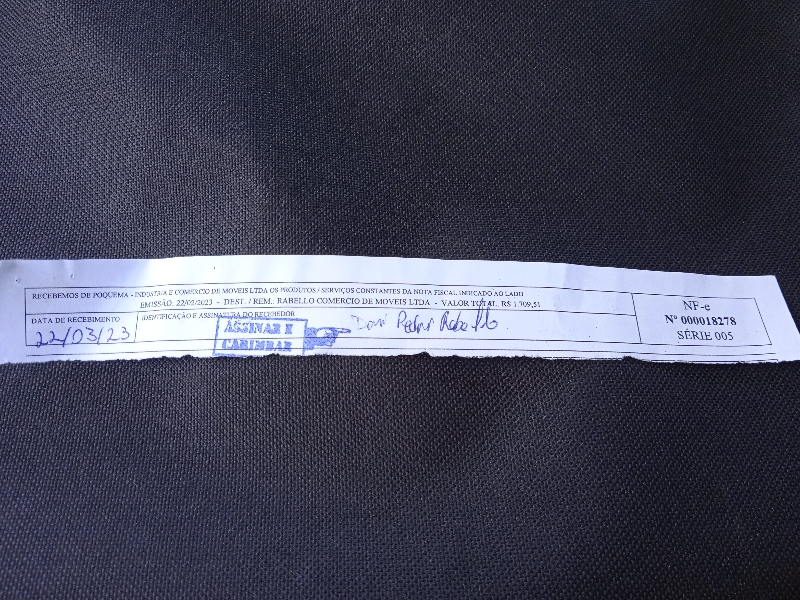 RECEBEMOS DE POQUEMA - INDUSTRIA E COMERCIO DE MOVEIS LTDA OS PRODUTOS / SERVIÇOS CONSTANTES DA NOTA FISCAL INDICADO AO LADO
EMISSÃO: 22/02/2023 - DEST. / REM.: RABELLO COMERCIO DE MOVEIS LTDA - VALOR TOTAL: R$ 1.709,51
DATA DE RECEBIMENTO
22/03/23
IDENTIFICAÇÃO E ASSINATURA DO RECEBEDOR
ASSINAR E
CARIMBAR
NF-e
Nº 000018278
SÉRIE 005